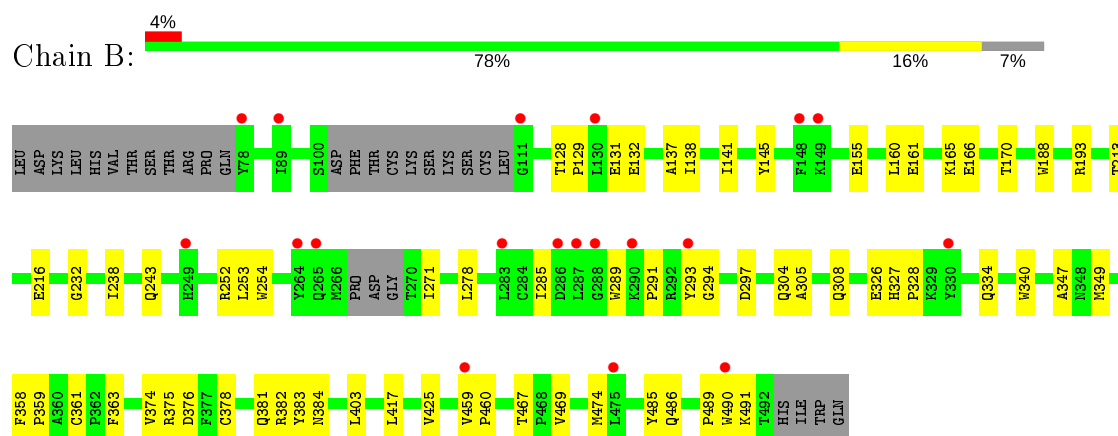 4%
Chain B:
78% 16% 7%
LEU ASP LYS LEU HIS VAL THR SER THR ARG PRO GLN Y78 I89 S100 ASP PHE THR CYS LYS SER LYS SER CYS LEU G111 T128 P129 L130 E131 E132 A137 I138 I141 Y145 F148 K149 E155 L160 E161 K165 E166 T170 W188 R193 T213
E216 G232 I238 Q243 H249 R252 L253 W254 Y264 Q265 M266 PRO ASP GLY T270 I271 L278 L283 C284 I285 D286 L287 G288 W289 K290 P291 R292 Y293 G294 D297 Q304 A305 Q308 E326 H327 P328 K329 Y330 Q334 W340 A347 N348 M349
F358 P359 A360 C361 P362 F363 V374 R375 D376 F377 C378 Q381 R382 Y383 N384 L403 L417 V425 V459 P460 T467 P468 V469 M474 L475 Y485 Q486 P489 W490 K491 T492 HIS ILE TRP GLN